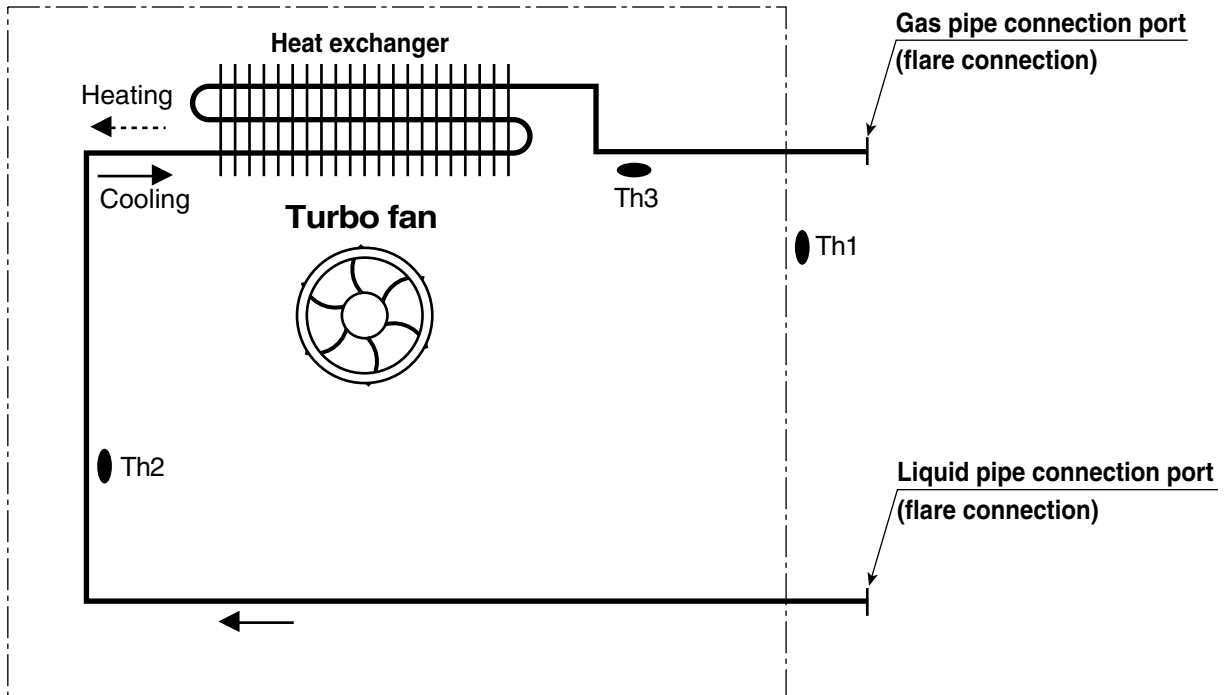 Gas pipe connection port
(flare connection)
Heat exchanger
Heating
Cooling
Th3
Turbo fan
Th1
Th2
Liquid pipe connection port
(flare connection)